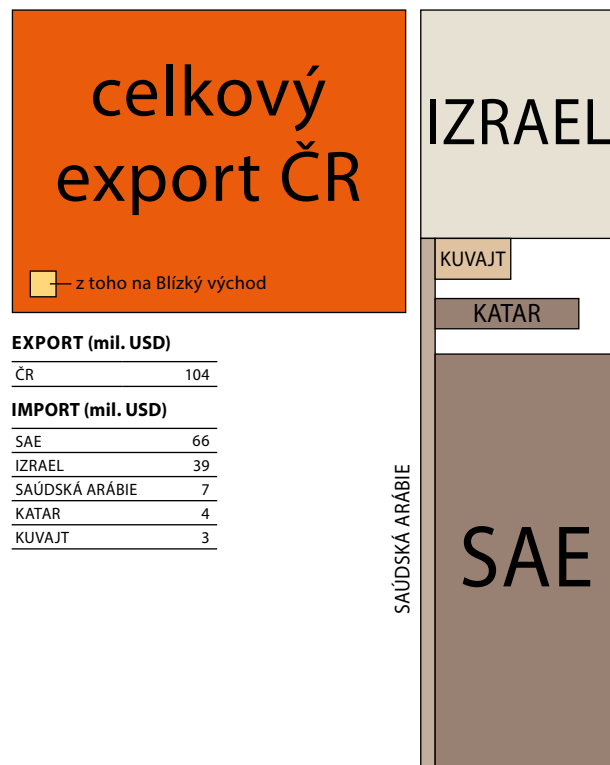 celkový
export ČR
z toho na Blízký východ
EXPORT (mil. USD)
ČR 104
IMPORT (mil. USD)
SAE 66
IZRAEL 39
SAÚDSKÁ ARÁBIE 7
KATAR 4
KUVAJT 3
IZRAEL
KUVAJT
KATAR
SAÚDSKÁ ARÁBIE
SAE